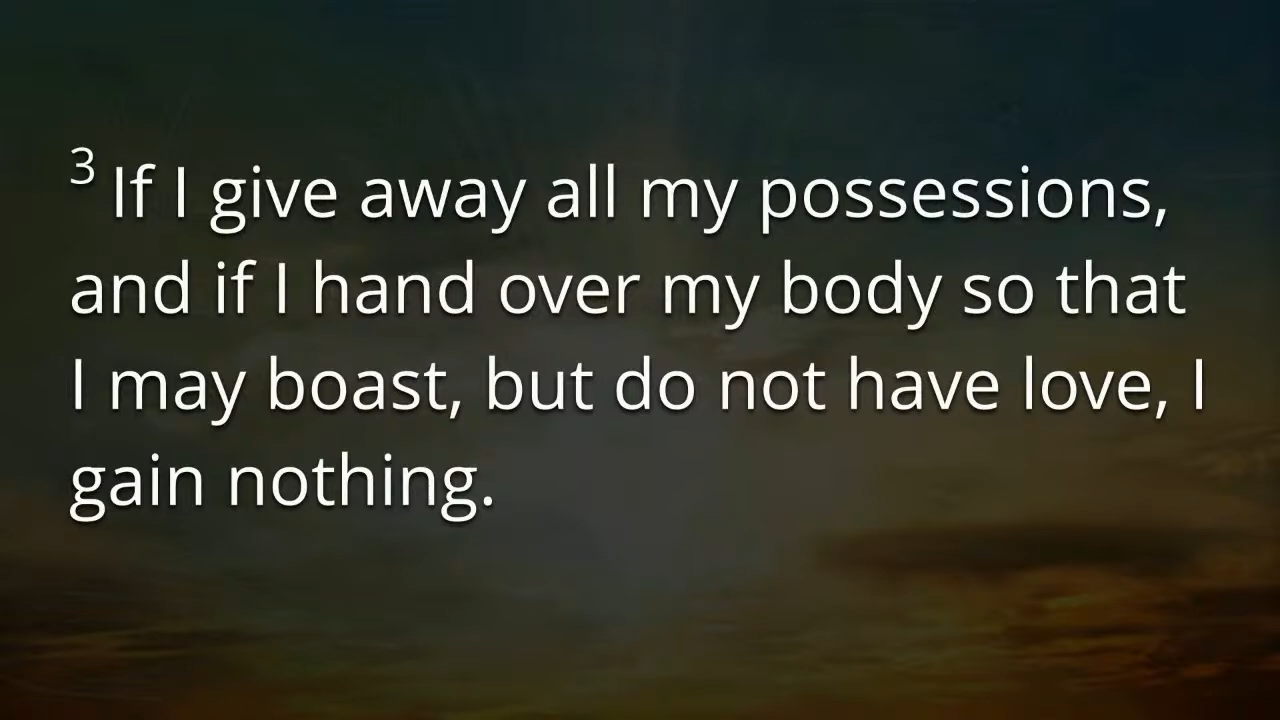 3 If I give away all my possessions,
and if I hand over my body so that
I may boast, but do not have love, I
gain nothing.